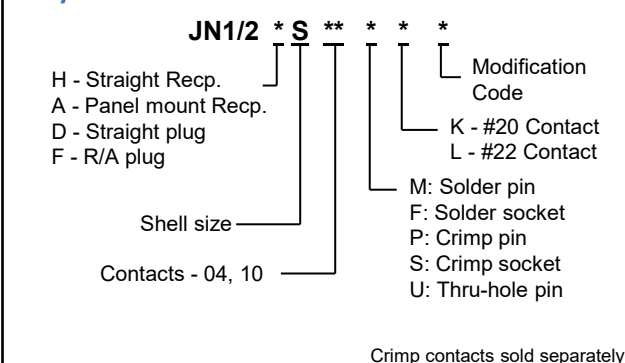 JN1/2 * S ** * * *
H - Straight Recp.
A - Panel mount Recp.
D - Straight plug
F - R/A plug
Modification
Code
K - #20 Contact
L - #22 Contact
Shell size
M: Solder pin
F: Solder socket
P: Crimp pin
S: Crimp socket
U: Thru-hole pin
Contacts - 04, 10
Crimp contacts sold separately